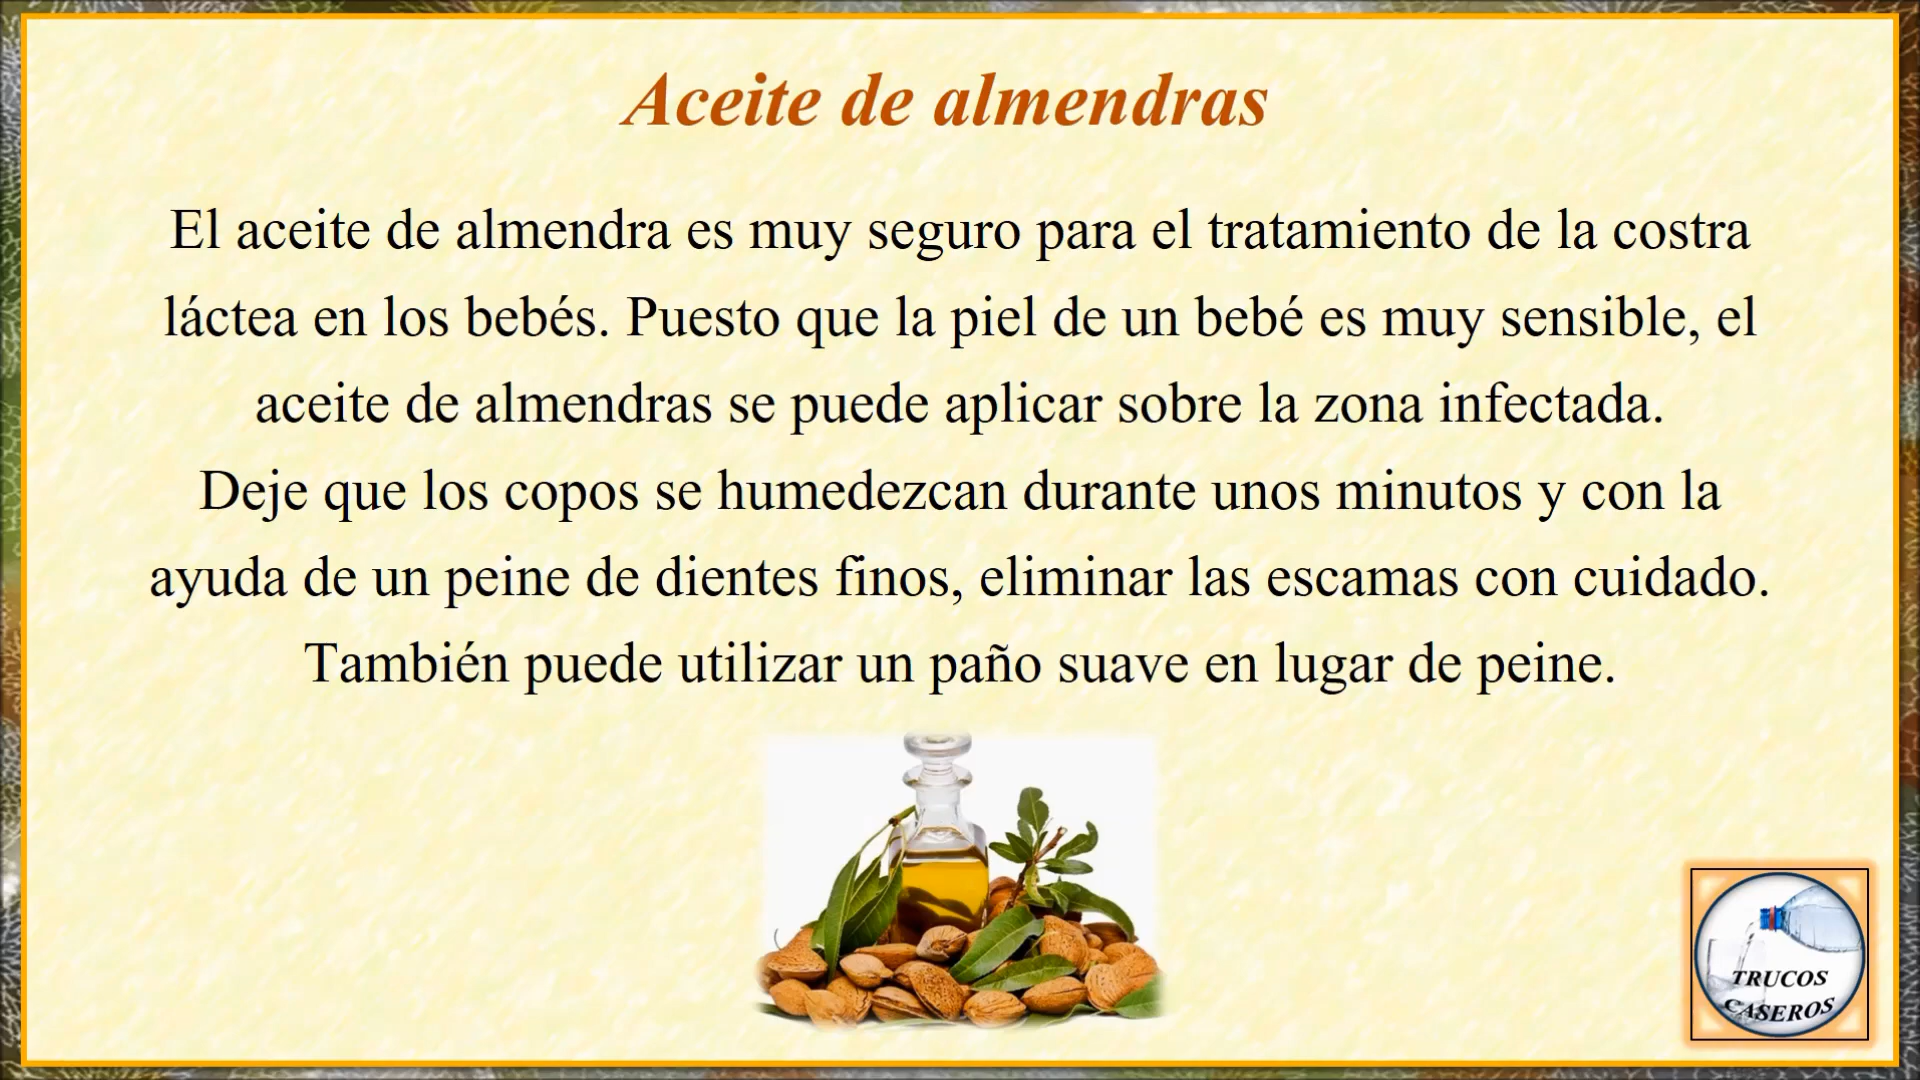 Aceite de almendras
El aceite de almendra es muy seguro para el tratamiento de la costra
láctea en los bebés. Puesto que la piel de un bebé es muy sensible, el
aceite de almendras se puede aplicar sobre la zona infectada.
Deje que los copos se humedezcan durante unos minutos y con la
ayuda de un peine de dientes finos, eliminar las escamas con cuidado.
También puede utilizar un paño suave en lugar de peine.
TRUCOS
CASEROS